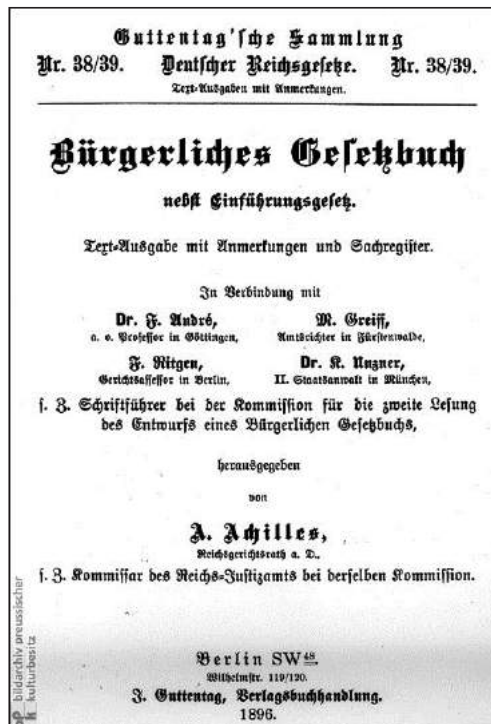 Guttentag'sche Sammlung
Nr. 38/39. Deutscher Reichsgesetze. Nr. 38/39.
Text-Ausgaben mit Anmerkungen.
Bürgerliches Gesetzbuch
nebst Einführungsgesetz.
Text-Ausgabe mit Anmerkungen und Sachregister.
In Verbindung mit
Dr. F. André, M. Greiff,
a. o. Professor in Göttingen, Amtsrichter in Fürstenwalde,
F. Ritgen, Dr. K. Unzner,
Gerichtsassessor in Berlin, II. Staatsanwalt in München,
s. Z. Schriftführer bei der Kommission für die zweite Lesung
des Entwurfs eines Bürgerlichen Gesetzbuchs,
herausgegeben
von
A. Achilles,
Reichsgerichtsrath a. D.,
s. Z. Kommissar des Reichs-Justizamts bei derselben Kommission.
Berlin SW 48.
Wilhelmstr. 119/120.
J. Guttentag, Verlagsbuchhandlung.
1896.
bpk bildarchiv preussischer
kulturbesitz